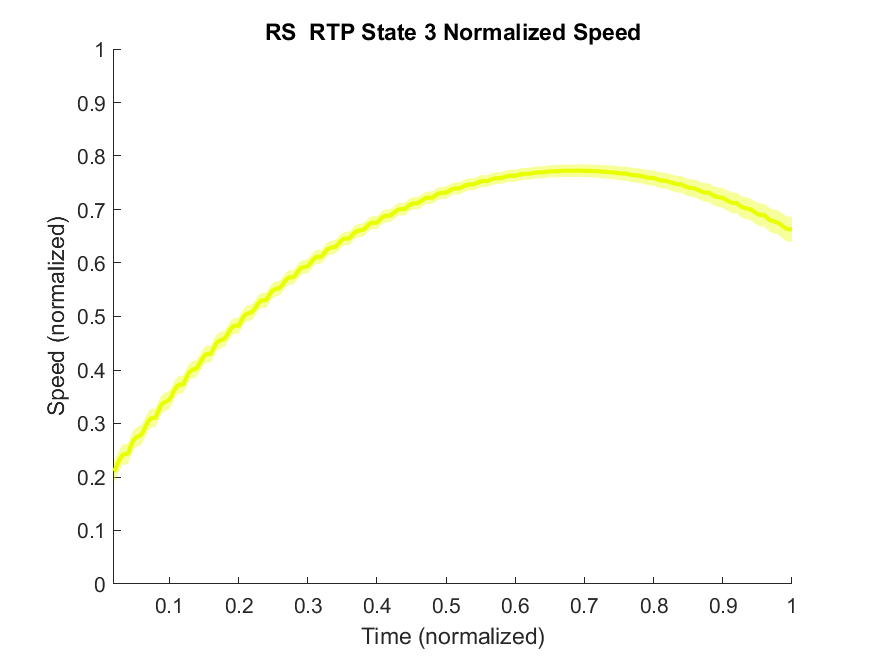 RS  RTP State 3 Normalized Speed
1
0.9
0.8
0.7
0.6
0.5
0.4
0.3
0.2
0.1
0
Speed (normalized)
0.1 0.2 0.3 0.4 0.5 0.6 0.7 0.8 0.9 1
Time (normalized)